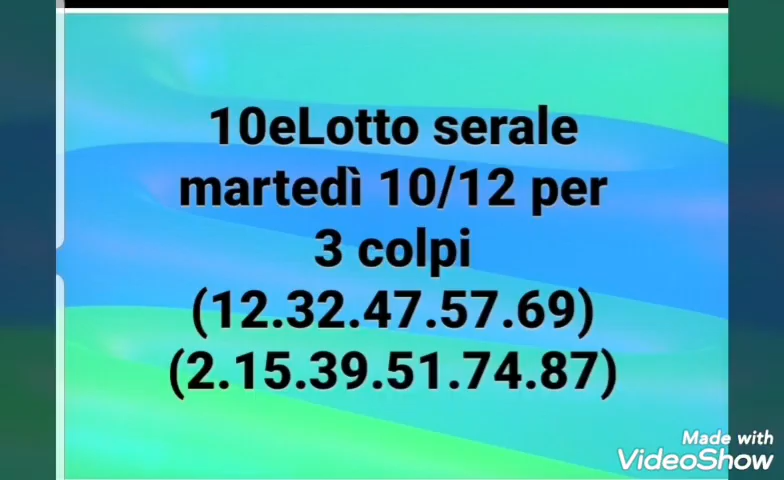 10eLotto serale
martedì 10/12 per
3 colpi
(12.32.47.57.69)
(2.15.39.51.74.87)
Made with
VideoShow